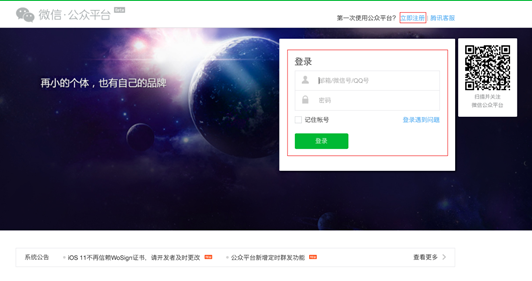 微信·公众平台 Beta
第一次使用公众平台？ 立即注册 腾讯客服
再小的个体，也有自己的品牌
登录
邮箱/微信号/QQ号
密码
记住帐号 登录遇到问题
登录
扫描并关注
微信公众平台
系统公告 iOS 11不再信赖WoSign证书，请开发者及时更改 公众平台新增定时群发功能 查看更多